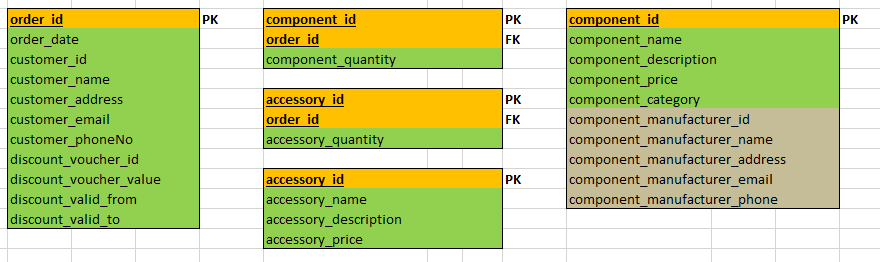 order_id PK
order_date
customer_id
customer_name
customer_address
customer_email
customer_phoneNo
discount_voucher_id
discount_voucher_value
discount_valid_from
discount_valid_to
component_id PK
order_id FK
component_quantity
accessory_id PK
order_id FK
accessory_quantity
accessory_id PK
accessory_name
accessory_description
accessory_price
component_id PK
component_name
component_description
component_price
component_category
component_manufacturer_id
component_manufacturer_name
component_manufacturer_address
component_manufacturer_email
component_manufacturer_phone